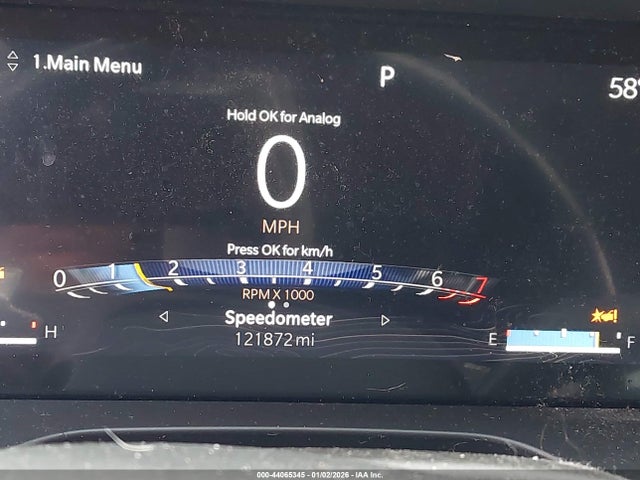 1.Main Menu
P
58°
Hold OK for Analog
0
MPH
Press OK for km/h
0 1 2 3 4 5 6 7
RPM X 1000
Speedometer
121872 mi
H
E F
000-44065345 - 01/02/2026 - IAA Inc.